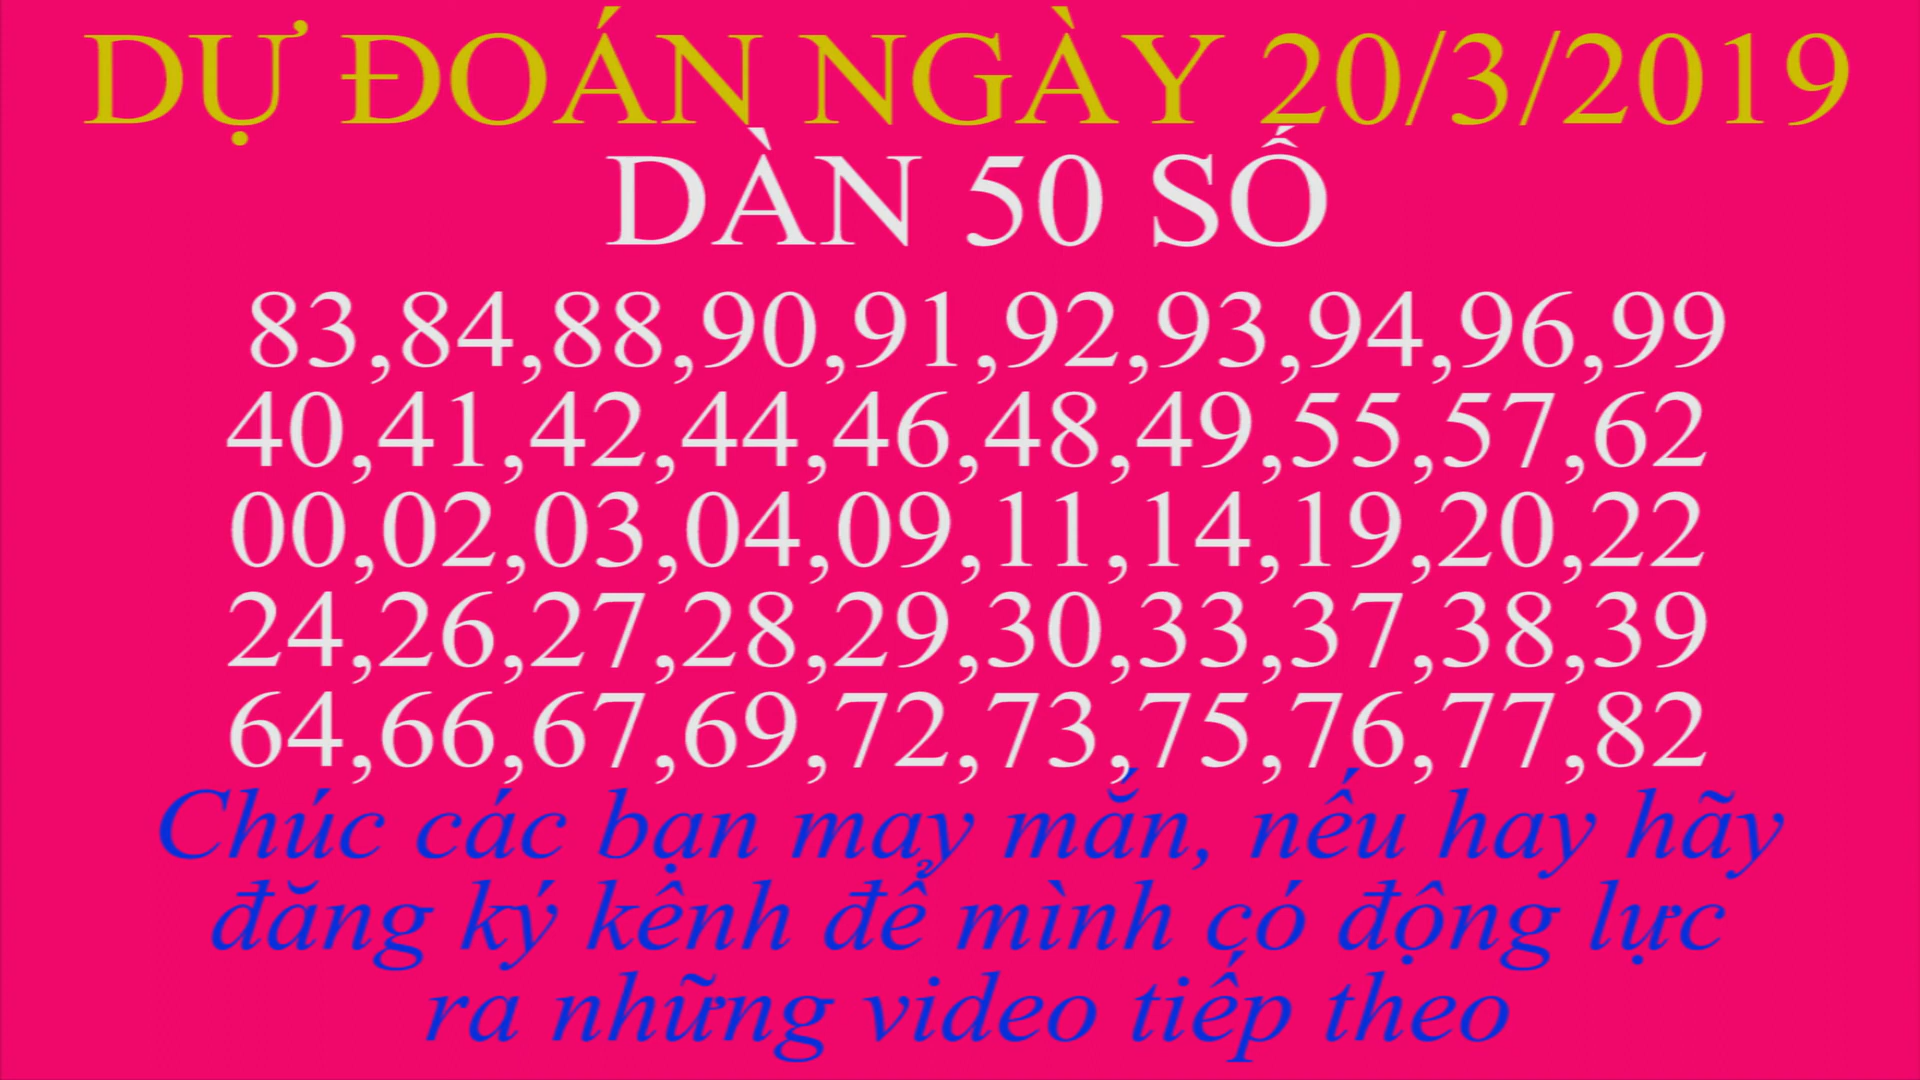 DỰ ĐOÁN NGÀY 20/3/2019
DÀN 50 SỐ
83,84,88,90,91,92,93,94,96,99
40,41,42,44,46,48,49,55,57,62
00,02,03,04,09,11,14,19,20,22
24,26,27,28,29,30,33,37,38,39
64,66,67,69,72,73,75,76,77,82
Chúc các bạn may mắn, nếu hay hãy
đăng ký kênh để mình có động lực
ra những video tiếp theo